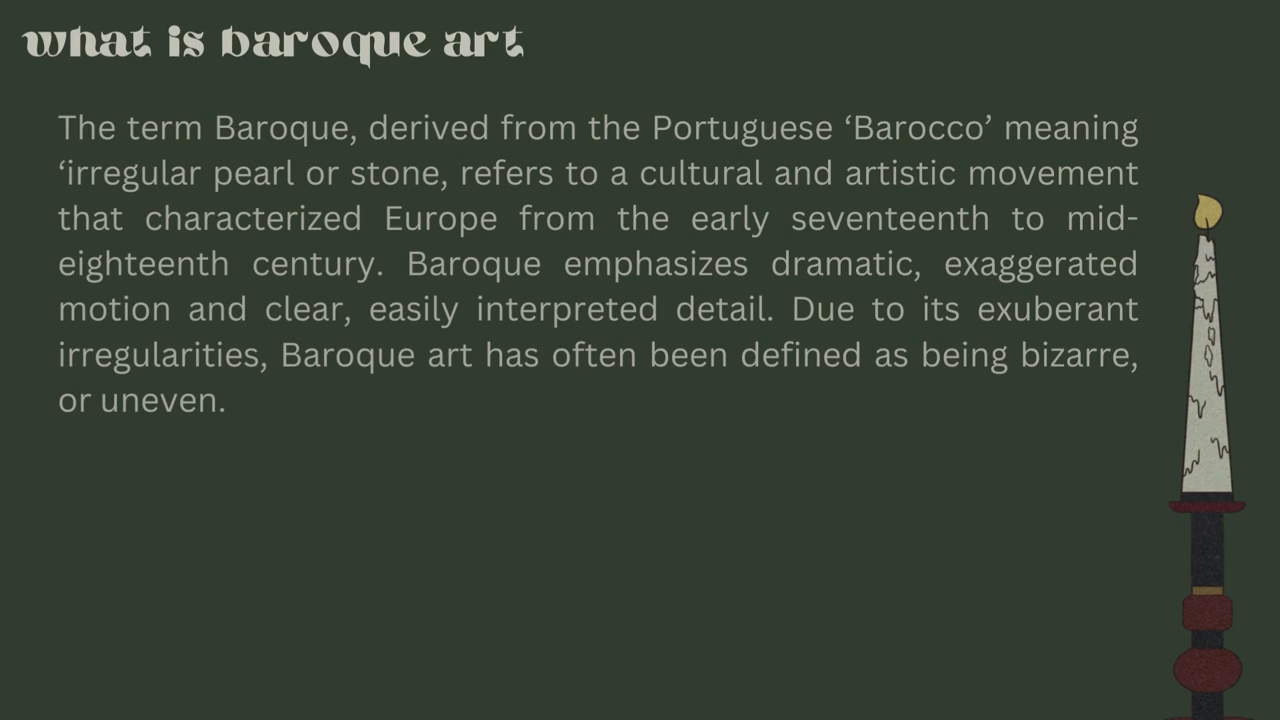 what is baroque art
The term Baroque, derived from the Portuguese ‘Barocco’ meaning
‘irregular pearl or stone, refers to a cultural and artistic movement
that characterized Europe from the early seventeenth to mid-
eighteenth century. Baroque emphasizes dramatic, exaggerated
motion and clear, easily interpreted detail. Due to its exuberant
irregularities, Baroque art has often been defined as being bizarre,
or uneven.